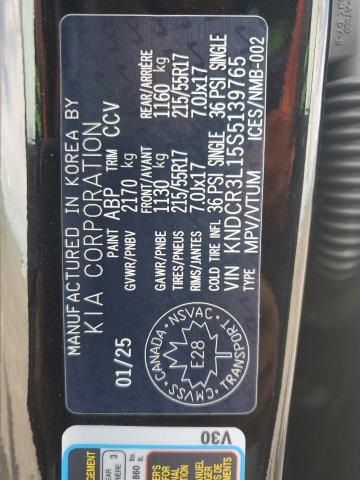 MANUFACTURED IN KOREA BY
KIA CORPORATION
01/25 PAINT ABP TRIM CCV
GVWR/PNBV 2170 kg
FRONT/AVANT REAR/ARRIÈRE
GAWR/PNBE 1130 kg 1160 kg
TIRES/PNEUS 215/55R17 215/55R17
RIMS/JANTES 7.0Jx17 7.0Jx17
COLD TIRE INFL 36 PSI SINGLE 36 PSI SINGLE
VIN KNDCR3L15S5139765
TYPE MPV/VTUM ICES/NMB-002
CANADA NSVAC
E28
CMVSS TRANSPORT
V30